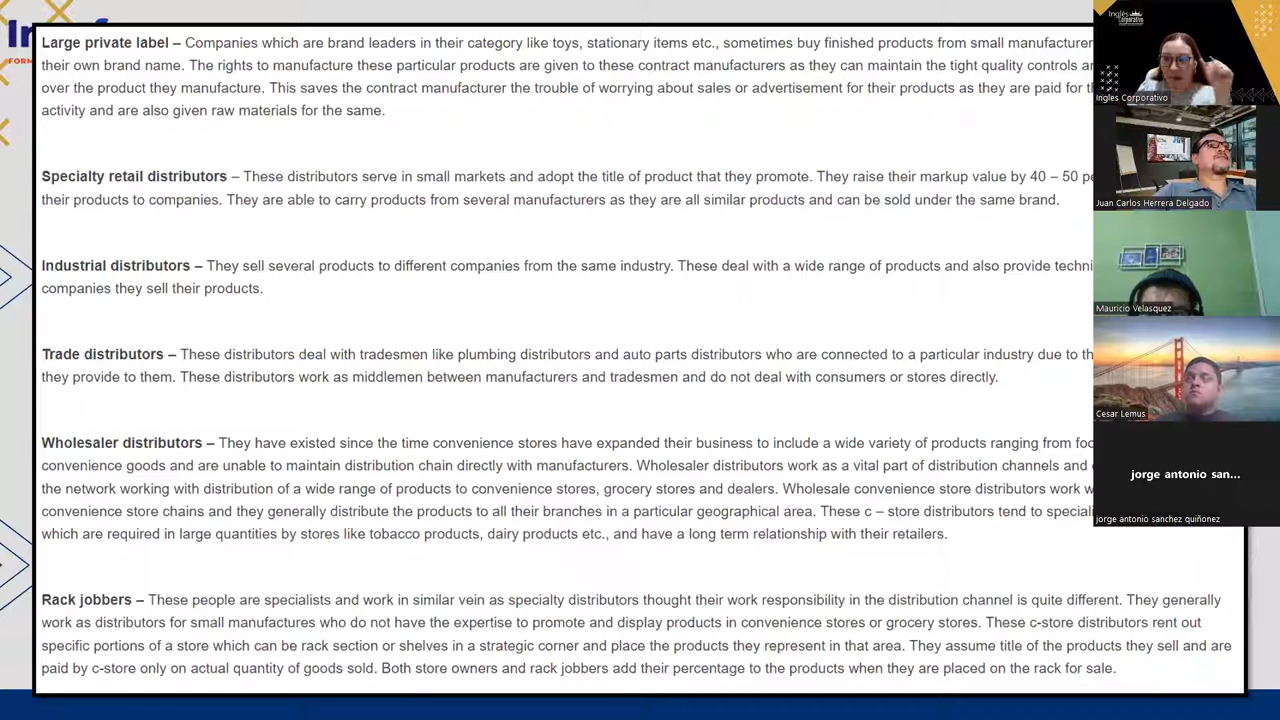 Large private label – Companies which are brand leaders in their category like toys, stationary items etc., sometimes buy finished products from small manufacturer
their own brand name. The rights to manufacture these particular products are given to these contract manufacturers as they can maintain the tight quality controls
over the product they manufacture. This saves the contract manufacturer the trouble of worrying about sales or advertisement for their products as they are paid for
activity and are also given raw materials for the same.
Specialty retail distributors – These distributors serve in small markets and adopt the title of product that they promote. They raise their markup value by 40 – 50
their products to companies. They are able to carry products from several manufacturers as they are all similar products and can be sold under the same brand.
Industrial distributors – They sell several products to different companies from the same industry. These deal with a wide range of products and also provide
companies they sell their products.
Trade distributors – These distributors deal with tradesmen like plumbing distributors and auto parts distributors who are connected to a particular industry due to
they provide to them. These distributors work as middlemen between manufacturers and tradesmen and do not deal with consumers or stores directly.
Wholesaler distributors – They have existed since the time convenience stores have expanded their business to include a wide variety of products ranging from
convenience goods and are unable to maintain distribution chain directly with manufacturers. Wholesaler distributors work as a vital part of distribution channels and
the network working with distribution of a wide range of products to convenience stores, grocery stores and dealers. Wholesale convenience store distributors work
convenience store chains and they generally distribute the products to all their branches in a particular geographical area. These c – store distributors tend to
which are required in large quantities by stores like tobacco products, dairy products etc., and have a long term relationship with their retailers.
Rack jobbers – These people are specialists and work in similar vein as specialty distributors thought their work responsibility in the distribution channel is quite different. They generally
work as distributors for small manufactures who do not have the expertise to promote and display products in convenience stores or grocery stores. These c-store distributors rent out
specific portions of a store which can be rack section or shelves in a strategic corner and place the products they represent in that area. They assume title of the products they sell and are
paid by c-store only on actual quantity of goods sold. Both store owners and rack jobbers add their percentage to the products when they are placed on the rack for sale.
Inglés
Corporativo
Ingles Corporativo
Juan Carlos Herrera Delgado
Mauricio Velasquez
Cesar Lemus
jorge antonio san...
jorge antonio sanchez quiñonez